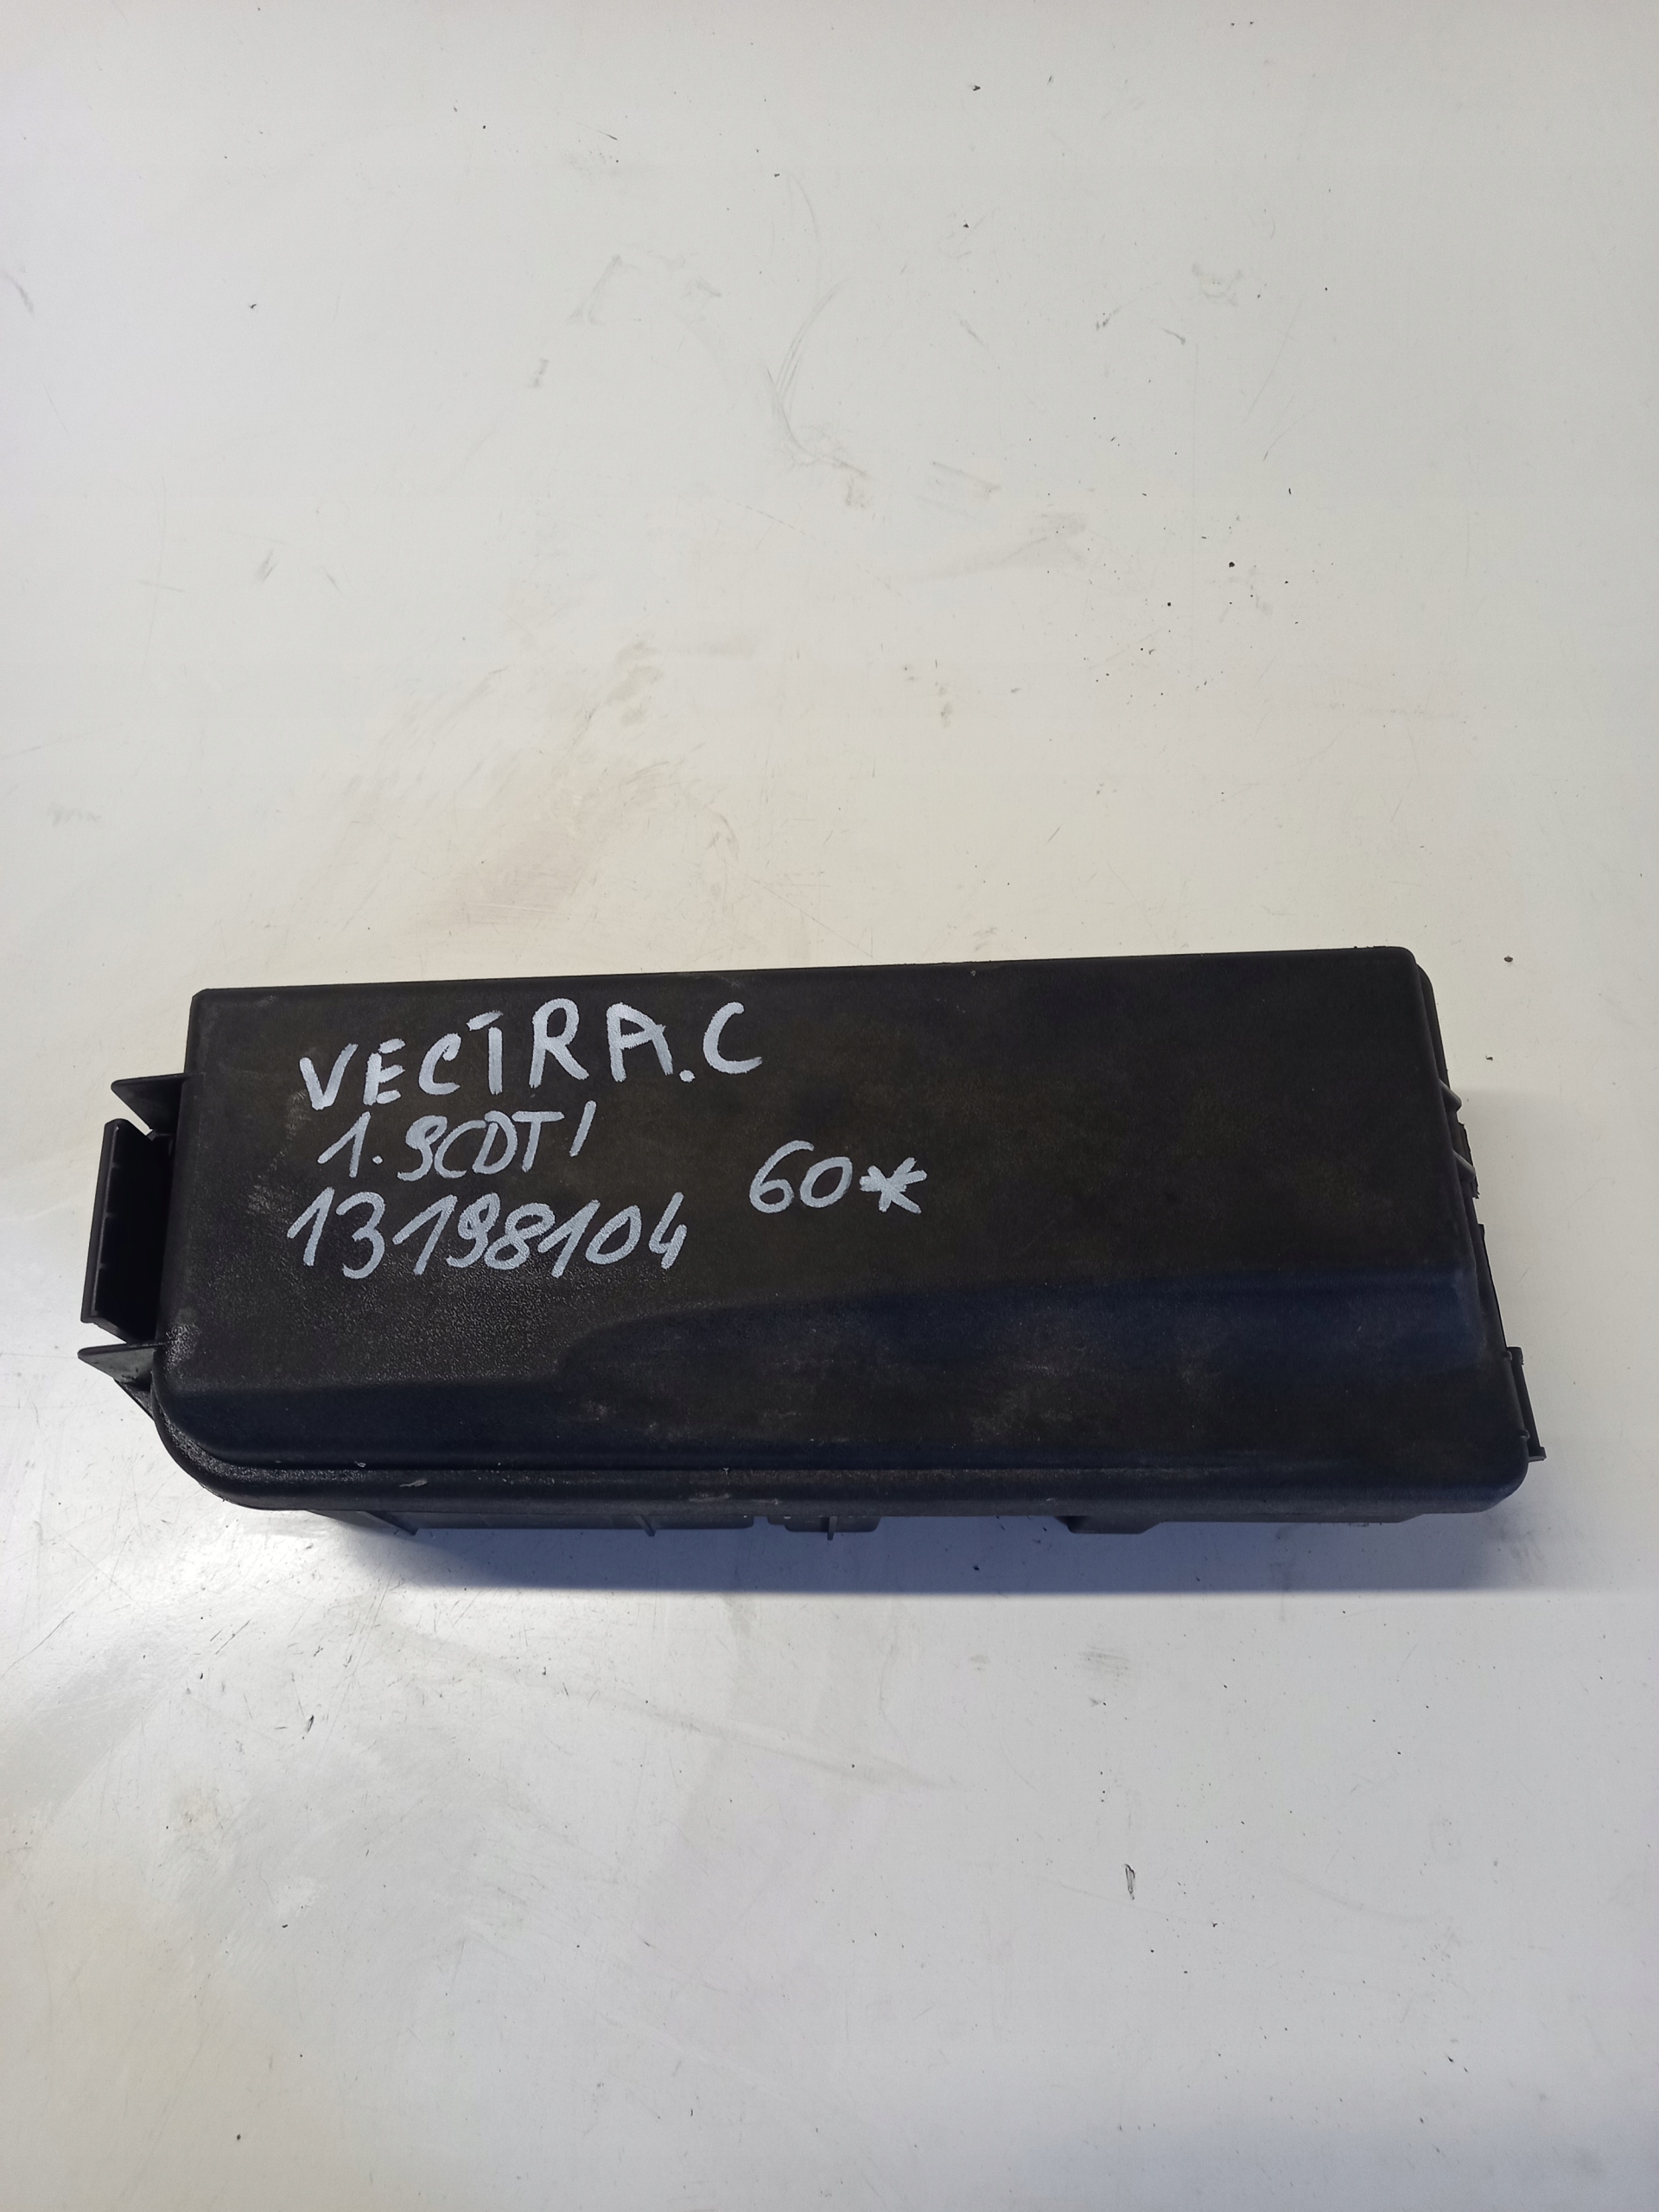 VECTRA.C
1.9CDTI
13198104
60*